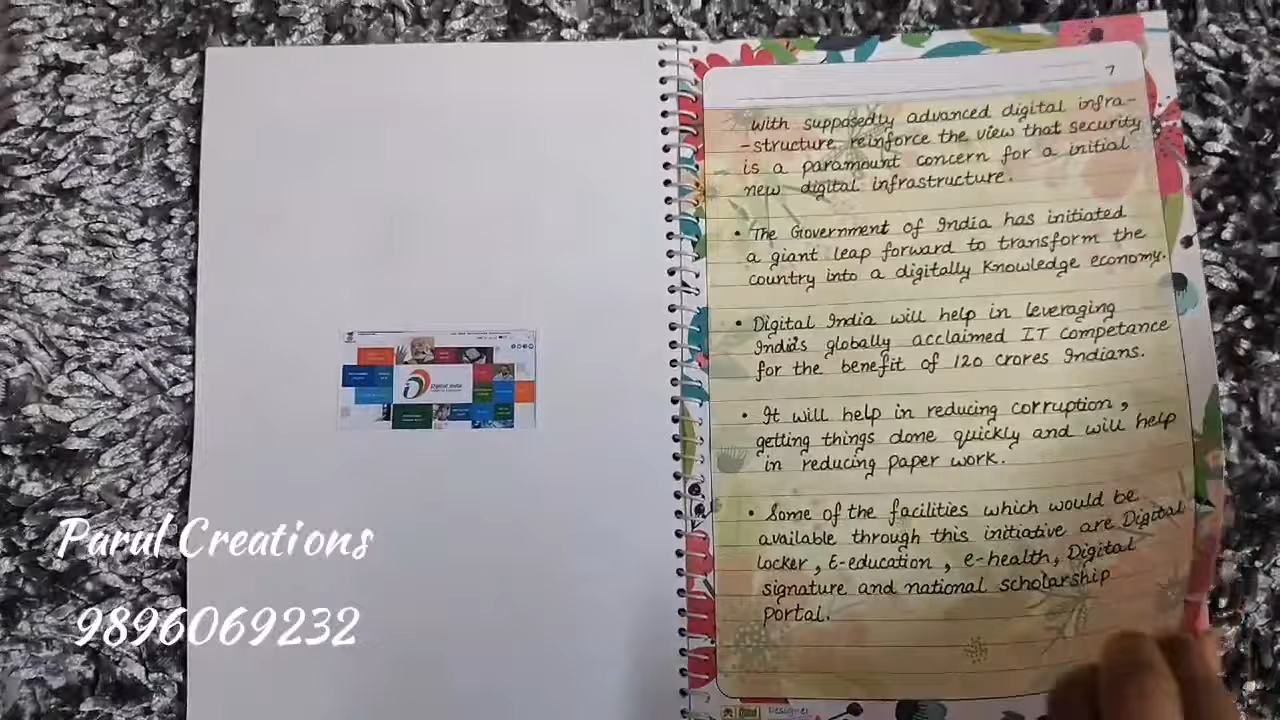 7
with supposedly advanced digital infra-
-structure, reinforce the view that security
is a paramount concern for a initial
new digital infrastructure.
• The Government of India has initiated
a giant leap forward to transform the
country into a digitally Knowledge economy.
• Digital India will help in leveraging
India's globally acclaimed IT competance
for the benefit of 120 crores Indians.
• It will help in reducing corruption,
getting things done quickly and will help
in reducing paper work.
• Some of the facilities which would be
available through this initiative are Digital
locker, E-education, e-health, Digital
signature and national scholarship
portal.
Digital India
Parul Creations
9896069232
Designer